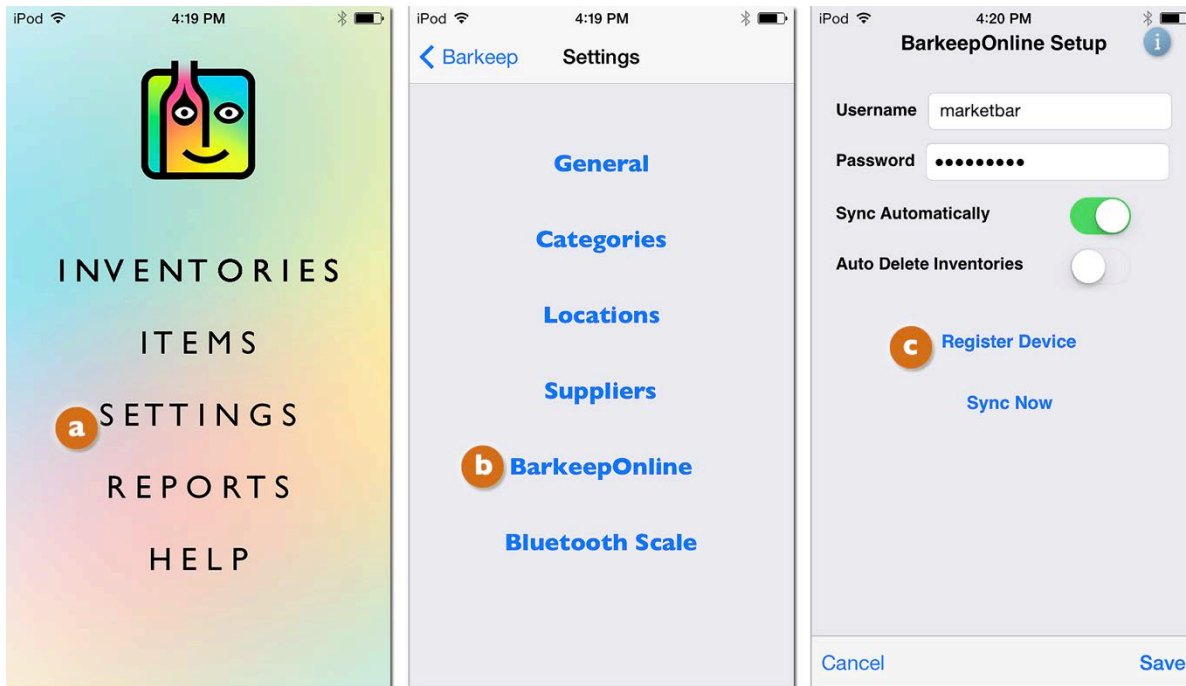 iPod 4:19 PM
INVENTORIES
ITEMS
a SETTINGS
REPORTS
HELP
iPod 4:19 PM
Barkeep Settings
General
Categories
Locations
Suppliers
b BarkeepOnline
Bluetooth Scale
iPod 4:20 PM
BarkeepOnline Setup i
Username marketbar
Password •••••••••
Sync Automatically
Auto Delete Inventories
c Register Device
Sync Now
Cancel Save